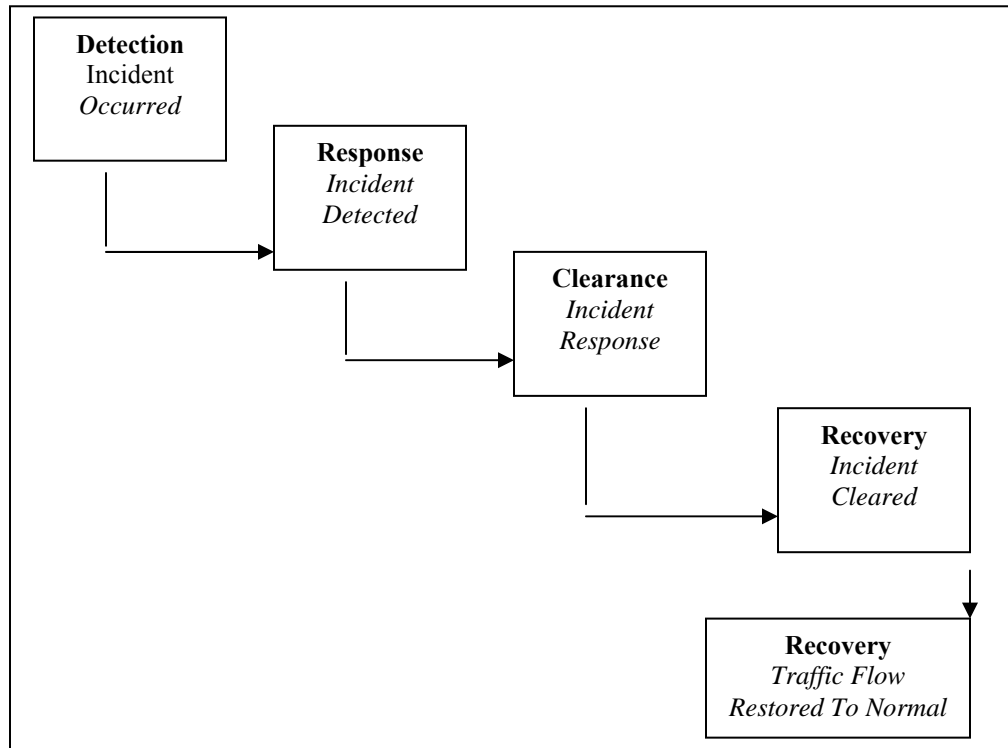 Detection
Incident
Occurred
Response
Incident
Detected
Clearance
Incident
Response
Recovery
Incident
Cleared
Recovery
Traffic Flow
Restored To Normal